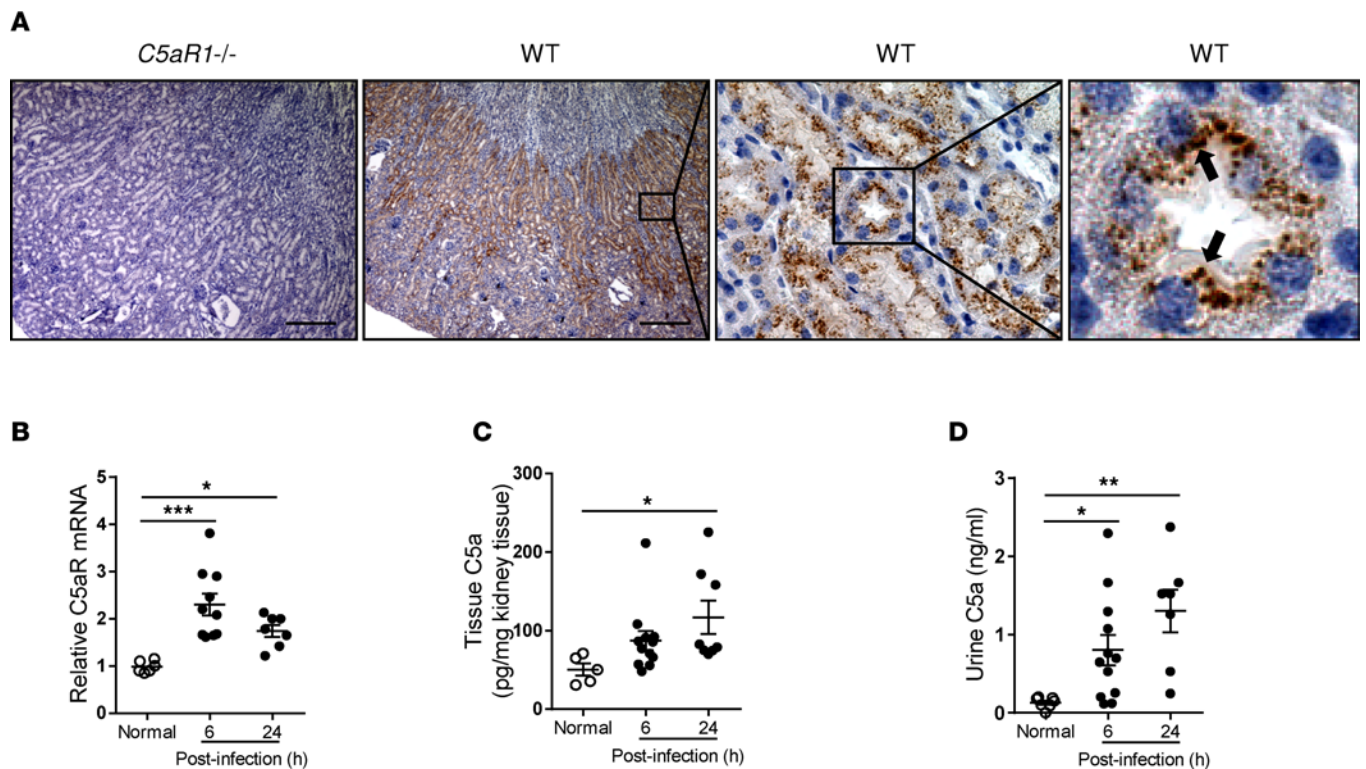 A
C5aR1-/-
WT
WT
WT
B
Relative C5aR mRNA
5
4
3
2
1
0
*
***
Normal
6
24
Post-infection (h)
C
Tissue C5a
(pg/mg kidney tissue)
300
200
100
0
*
Normal
6
24
Post-infection (h)
D
Urine C5a (ng/ml)
3
2
1
0
**
*
Normal
6
24
Post-infection (h)